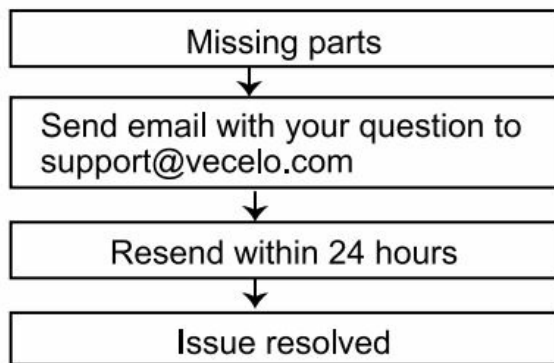 Missing parts
Send email with your question to
support@vecelo.com
Resend within 24 hours
Issue resolved